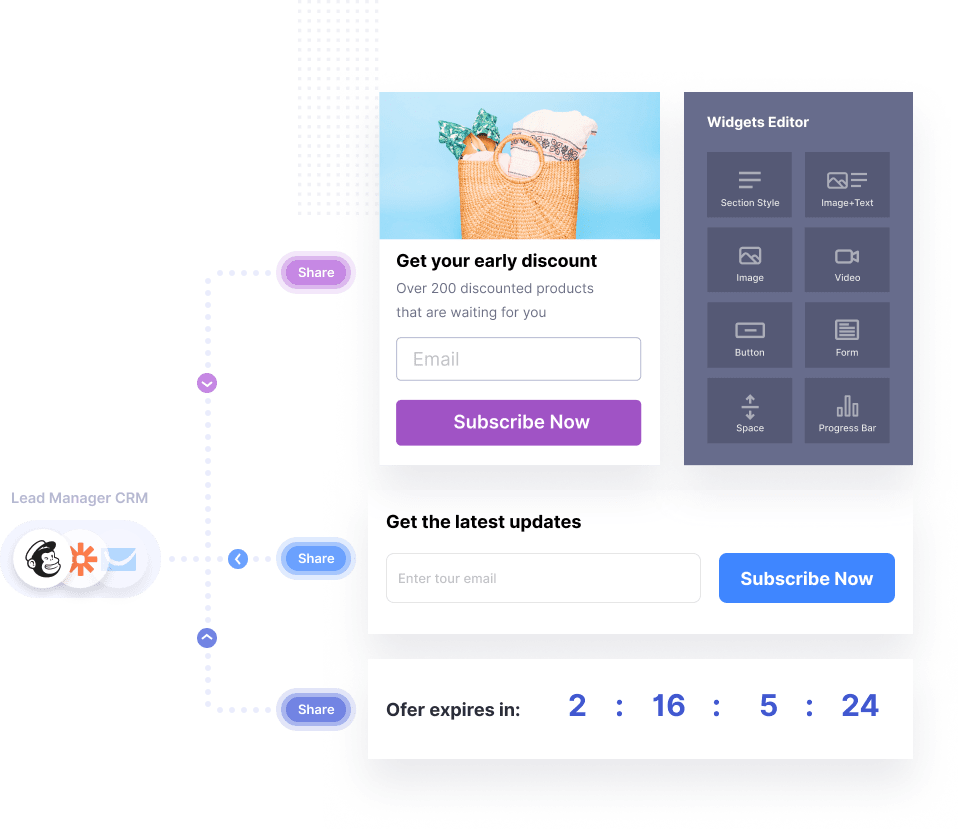 Widgets Editor
Section Style
Image+Text
Image
Video
Button
Form
Space
Progress Bar
Get your early discount
Over 200 discounted products
that are waiting for you
Email
Subscribe Now
Share
Lead Manager CRM
Share
Get the latest updates
Enter tour email
Subscribe Now
Share
Ofer expires in:
2 : 16 : 5 : 24